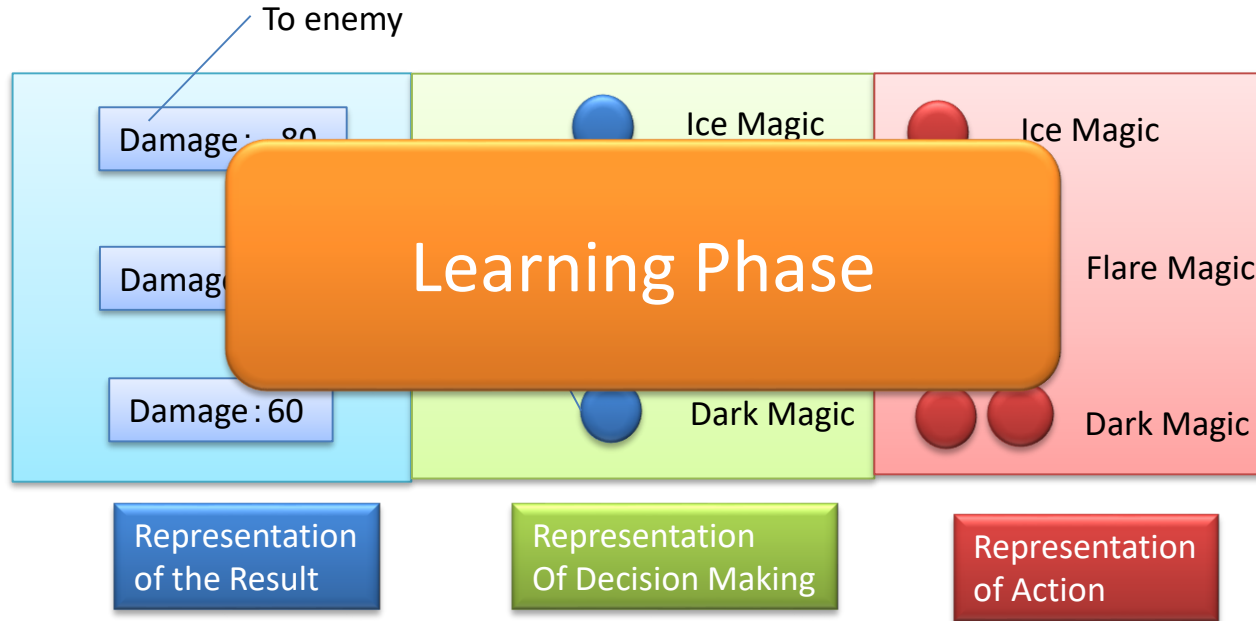 To enemy
Damage: 80
Ice Magic
Ice Magic
Learning Phase
Flare Magic
Damage:60
Dark Magic
Dark Magic
Representation
of the Result
Representation
Of Decision Making
Representation
of Action